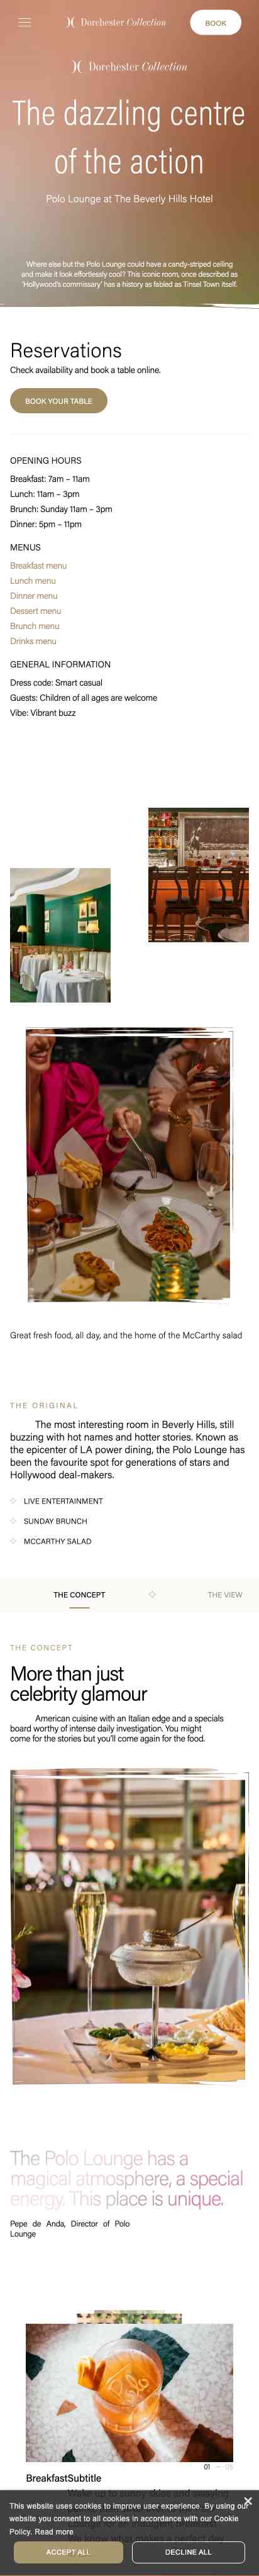 Dorchester Collection
BOOK
Dorchester Collection
The dazzling centre
of the action
Polo Lounge at The Beverly Hills Hotel
Where else but the Polo Lounge could have a candy-striped ceiling
and make it look effortlessly cool? This iconic room, once described as
'Hollywood's commissary' has a history as fabled as Tinsel Town itself.
Reservations
Check availability and book a table online.
BOOK YOUR TABLE
OPENING HOURS
Breakfast: 7am – 11am
Lunch: 11am – 3pm
Brunch: Sunday 11am – 3pm
Dinner: 5pm – 11pm
MENUS
Breakfast menu
Lunch menu
Dinner menu
Dessert menu
Brunch menu
Drinks menu
GENERAL INFORMATION
Dress code: Smart casual
Guests: Children of all ages are welcome
Vibe: Vibrant buzz
Great fresh food, all day, and the home of the McCarthy salad
THE ORIGINAL
The most interesting room in Beverly Hills, still
buzzing with hot names and hotter stories. Known as
the epicenter of LA power dining, the Polo Lounge has
been the favourite spot for generations of stars and
Hollywood deal-makers.
LIVE ENTERTAINMENT
SUNDAY BRUNCH
MCCARTHY SALAD
THE CONCEPT
THE VIEW
THE CONCEPT
More than just
celebrity glamour
American cuisine with an Italian edge and a specials
board worthy of intense daily investigation. You might
come for the stories but you'll come again for the food.
The Polo Lounge has a
magical atmosphere, a special
energy. This place is unique.
Pepe de Anda, Director of Polo
Lounge
01 – 05
BreakfastSubtitle
This website uses cookies to improve user experience. By using our
website you consent to all cookies in accordance with our Cookie
Policy. Read more
ACCEPT ALL
DECLINE ALL